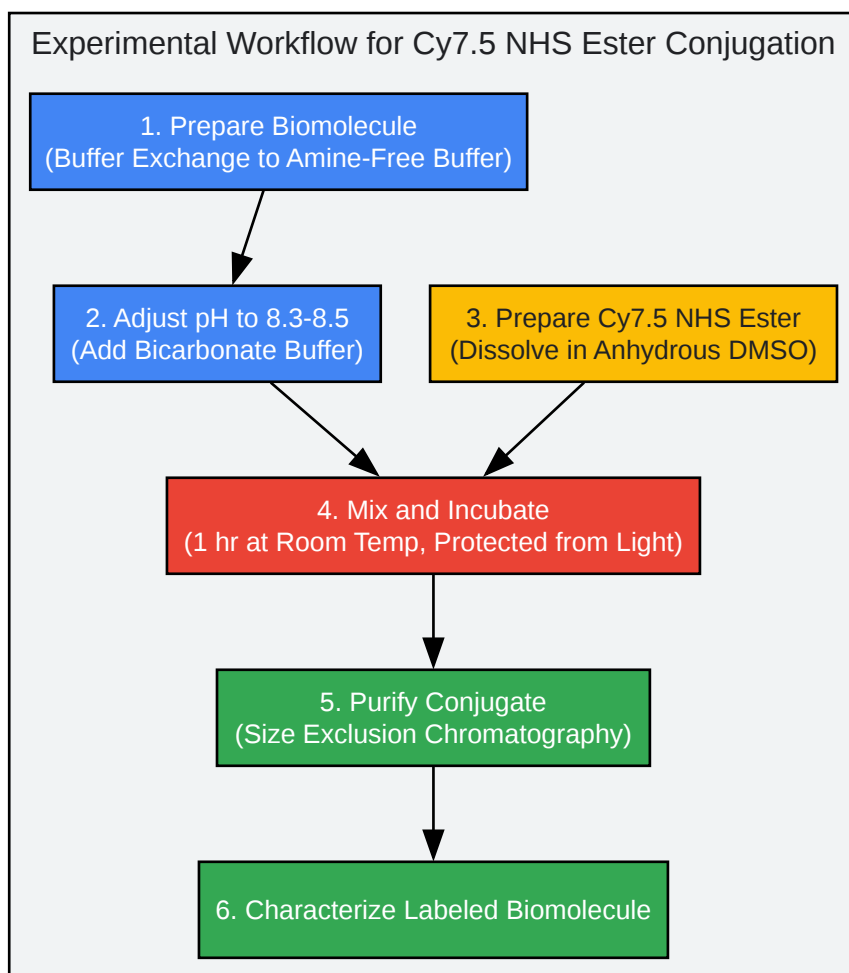 Experimental Workflow for Cy7.5 NHS Ester Conjugation
1. Prepare Biomolecule
(Buffer Exchange to Amine-Free Buffer)
2. Adjust pH to 8.3-8.5
(Add Bicarbonate Buffer)
3. Prepare Cy7.5 NHS Ester
(Dissolve in Anhydrous DMSO)
4. Mix and Incubate
(1 hr at Room Temp, Protected from Light)
5. Purify Conjugate
(Size Exclusion Chromatography)
6. Characterize Labeled Biomolecule